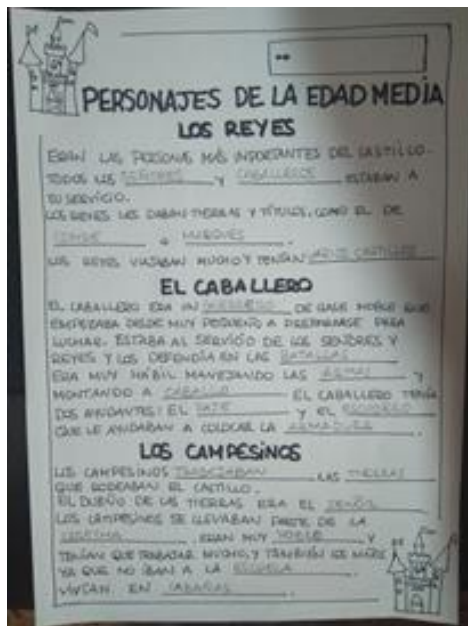 PERSONAJES DE LA EDAD MEDIA
LOS REYES
ERAN LAS PERSONAS MÁS IMPORTANTES DEL CASTILLO.
TODOS LOS SEÑORES Y CABALLEROS ESTABAN A
SU SERVICIO.
LOS REYES LES DABAN TIERRAS Y TÍTULOS, COMO EL DE
CONDE O MARQUÉS.
LOS REYES VIAJABAN MUCHO Y TENÍAN VARIOS CASTILLOS
EL CABALLERO
EL CABALLERO ERA UN GUERRERO DE CLASE NOBLE QUE
EMPEZABA DESDE MUY PEQUEÑO A PREPARARSE PARA
LUCHAR. ESTABA AL SERVICIO DE LOS SEÑORES Y
REYES Y LOS DEFENDÍA EN LAS BATALLAS
ERA MUY HÁBIL MANEJANDO LAS ARMAS Y
MONTANDO A CABALLO. EL CABALLERO TENÍA
DOS AYUDANTES: EL PAJE Y EL ESCUDERO
QUE LE AYUDABAN A COLOCAR LA ARMADURA.
LOS CAMPESINOS
LOS CAMPESINOS TRABAJABAN LAS TIERRAS
QUE RODEABAN EL CASTILLO.
EL DUEÑO DE LAS TIERRAS ERA EL SEÑOR
LOS CAMPESINOS SE LLEVABAN PARTE DE LA
COSECHA. ERAN MUY POBRES Y
TENÍAN QUE TRABAJAR MUCHO, Y TAMBIÉN LOS NIÑOS
YA QUE NO IBAN A LA ESCUELA.
VIVÍAN EN CABAÑAS.